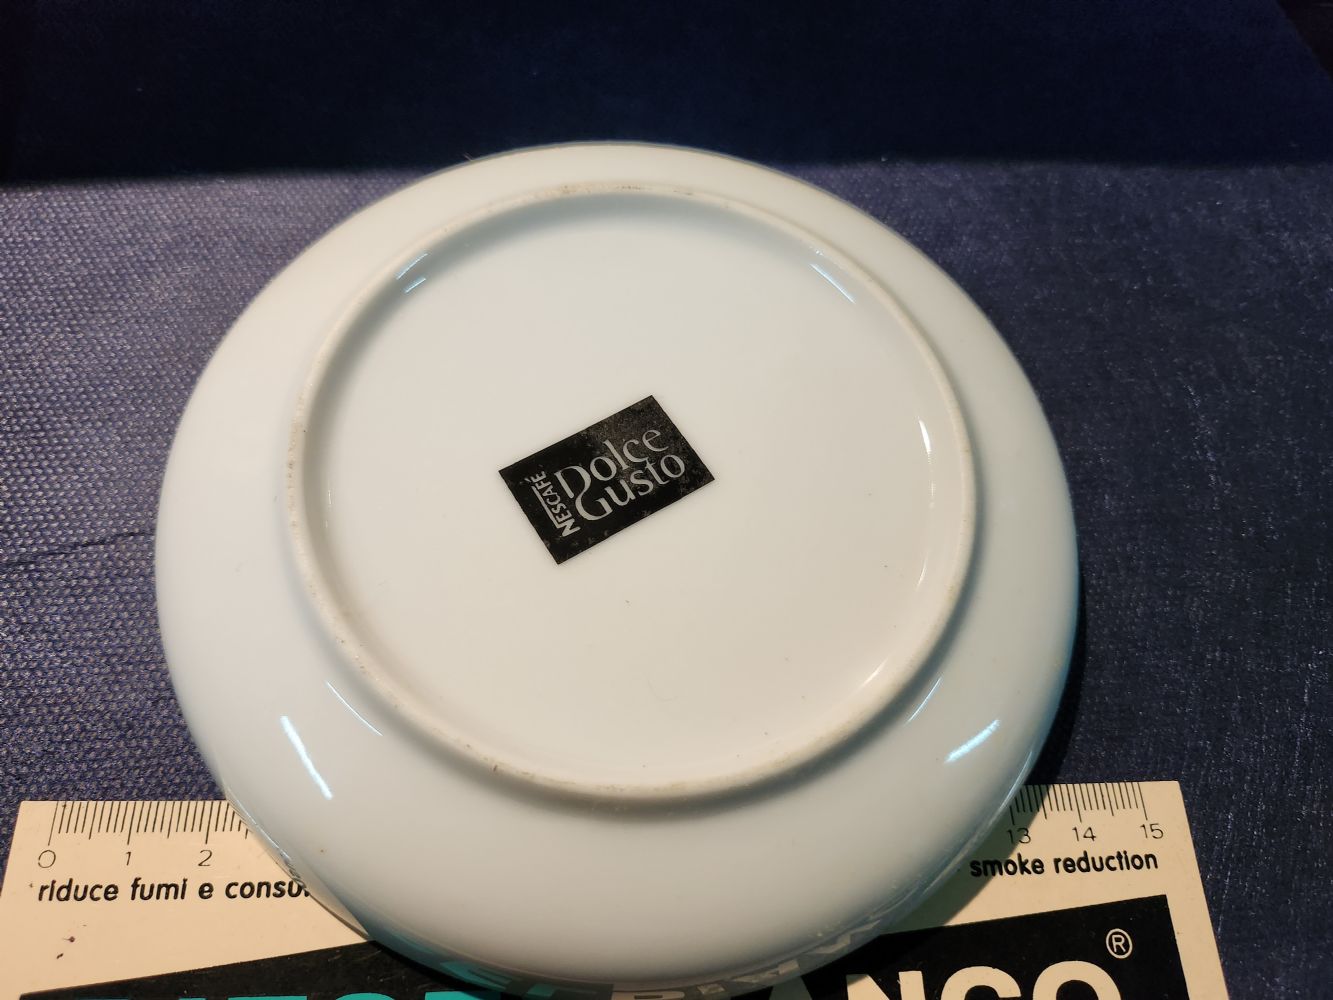 NESCAFÉ
Dolce
Gusto
0 1 2 13 14 15
riduce fumi e consu
smoke reduction
®